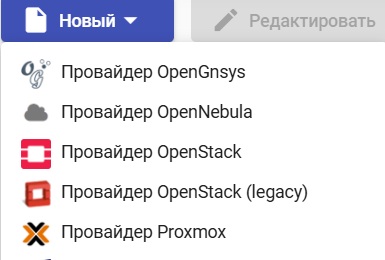 Новый
Редактировать
Провайдер OpenGnsys
Провайдер OpenNebula
Провайдер OpenStack
Провайдер OpenStack (legacy)
Провайдер Proxmox